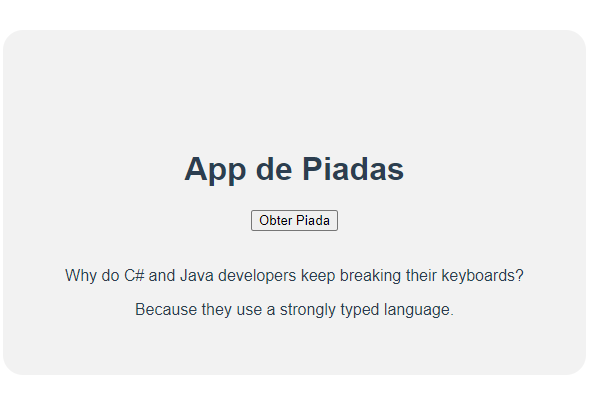 App de Piadas
Obter Piada
Why do C# and Java developers keep breaking their keyboards?
Because they use a strongly typed language.